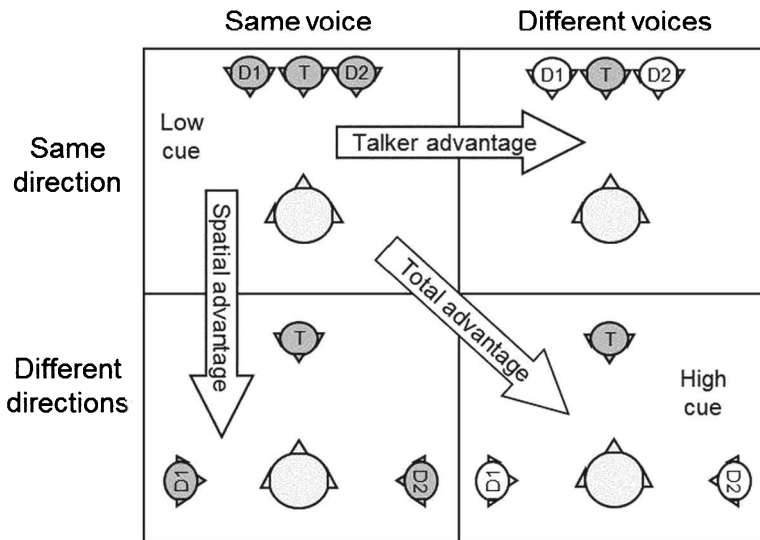 Same voice
Different voices
D1 T D2
D1 T D2
Same
direction
Low
cue
Talker advantage
Spatial advantage
Total advantage
Different
directions
T
T
High
cue
D1
D2
D1
D2